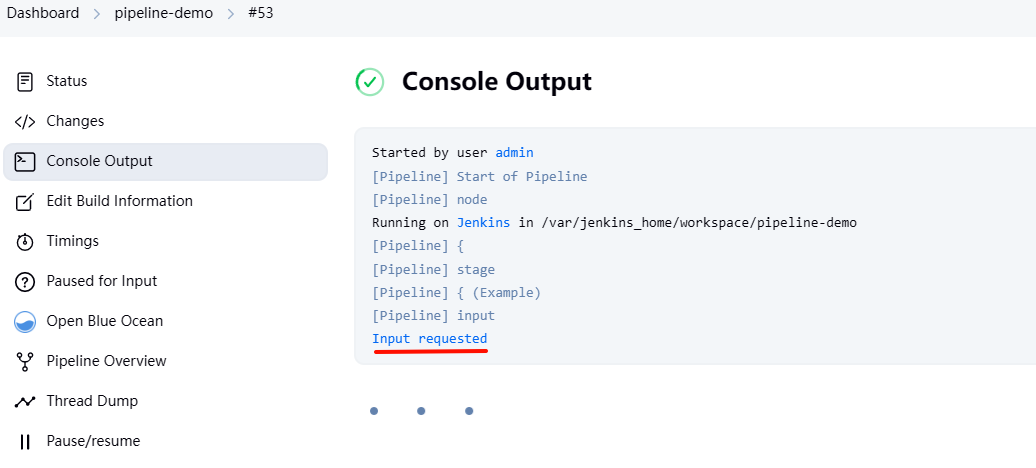 Dashboard > pipeline-demo > #53
Status
Changes
Console Output
Edit Build Information
Timings
Paused for Input
Open Blue Ocean
Pipeline Overview
Thread Dump
Pause/resume
Console Output
Started by user admin
[Pipeline] Start of Pipeline
[Pipeline] node
Running on Jenkins in /var/jenkins_home/workspace/pipeline-demo
[Pipeline] {
[Pipeline] stage
[Pipeline] { (Example)
[Pipeline] input
Input requested